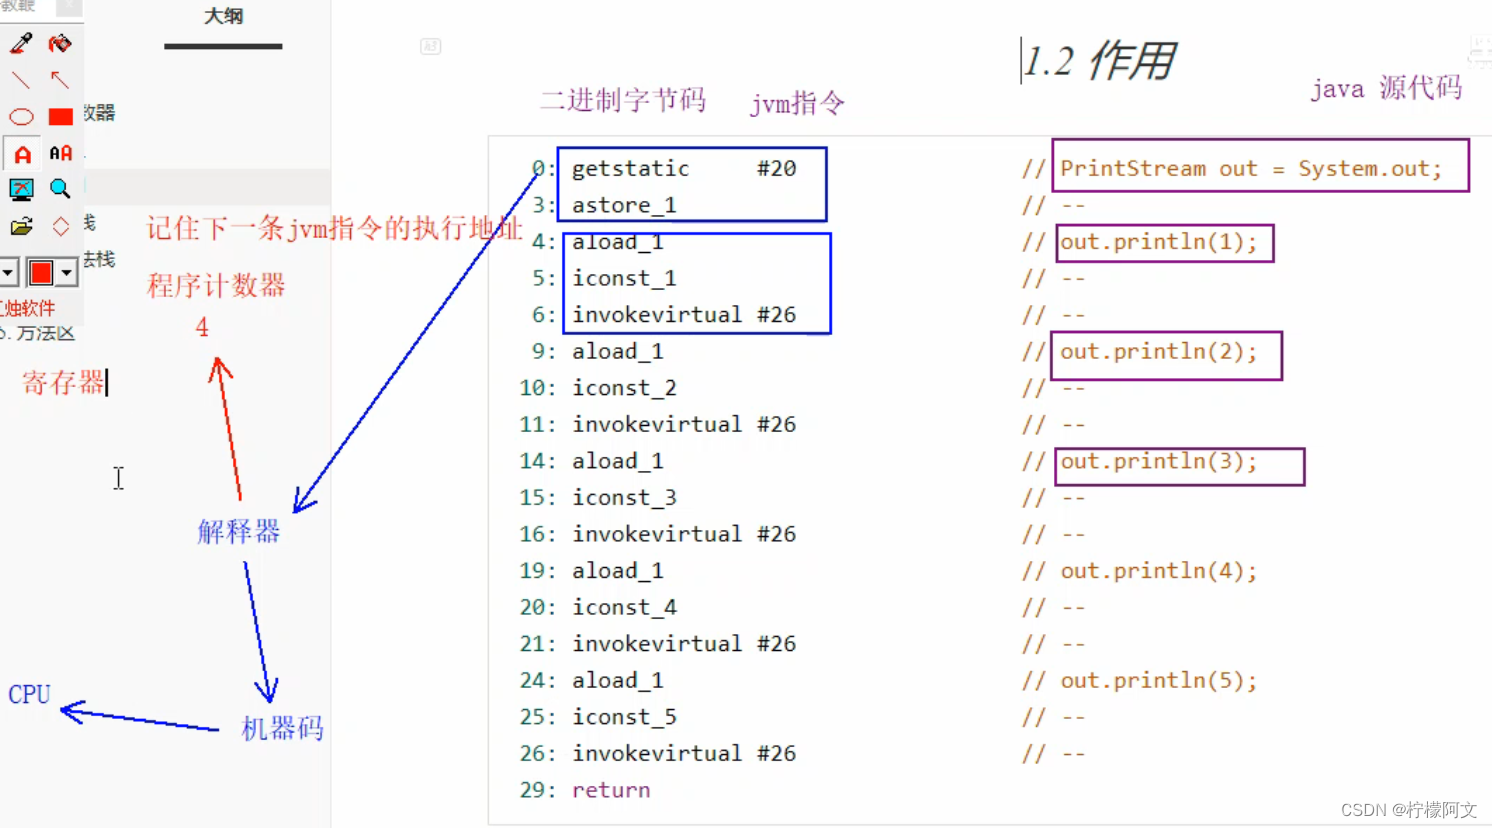 大纲
1.2 作用
二进制字节码 jvm指令 java 源代码
数器
栈
法栈
方法区
记住下一条jvm指令的执行地址
程序计数器
4
寄存器
解释器
CPU
机器码
0: getstatic #20 // PrintStream out = System.out;
3: astore_1 // --
4: aload_1 // out.println(1);
5: iconst_1 // --
6: invokevirtual #26 // --
9: aload_1 // out.println(2);
10: iconst_2 // --
11: invokevirtual #26 // --
14: aload_1 // out.println(3);
15: iconst_3 // --
16: invokevirtual #26 // --
19: aload_1 // out.println(4);
20: iconst_4 // --
21: invokevirtual #26 // --
24: aload_1 // out.println(5);
25: iconst_5 // --
26: invokevirtual #26 // --
29: return
CSDN @柠檬阿文